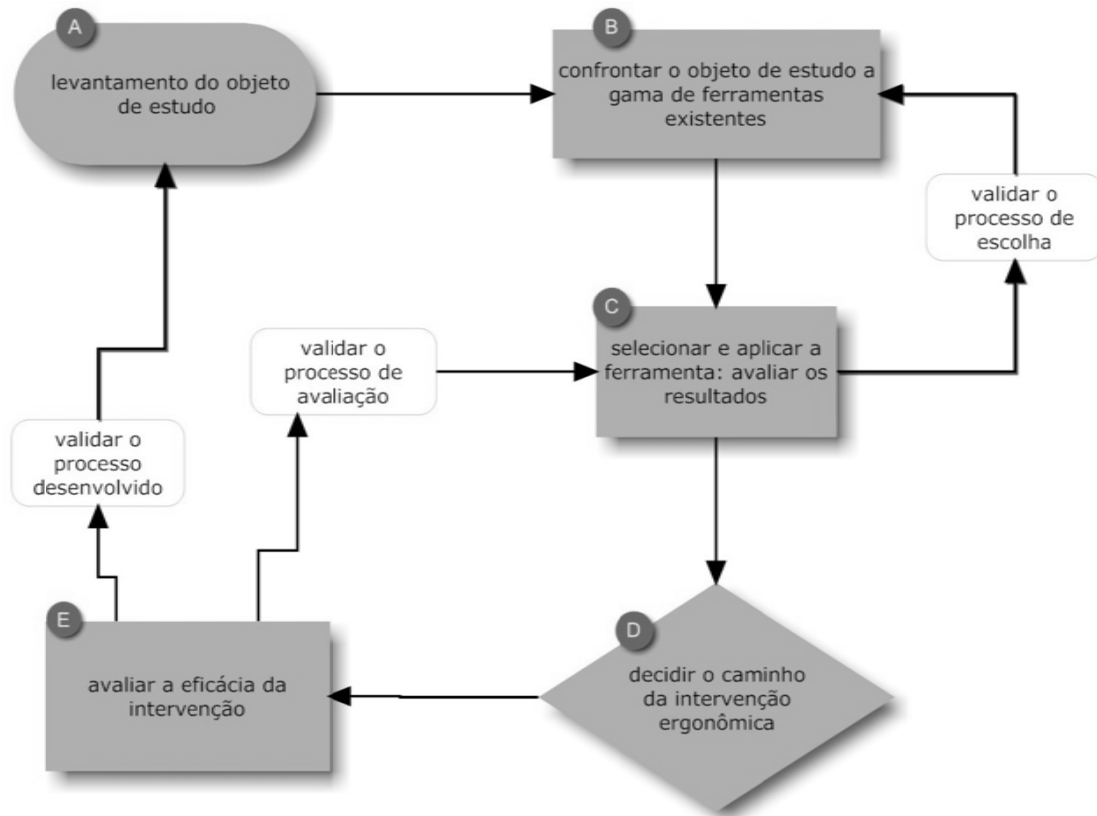 A
levantamento do objeto
de estudo
B
confrontar o objeto de estudo a
gama de ferramentas
existentes
validar o
processo de
escolha
C
selecionar e aplicar a
ferramenta: avaliar os
resultados
validar o
processo de
avaliação
validar o
processo
desenvolvido
D
decidir o caminho
da intervenção
ergonômica
E
avaliar a eficácia da
intervenção